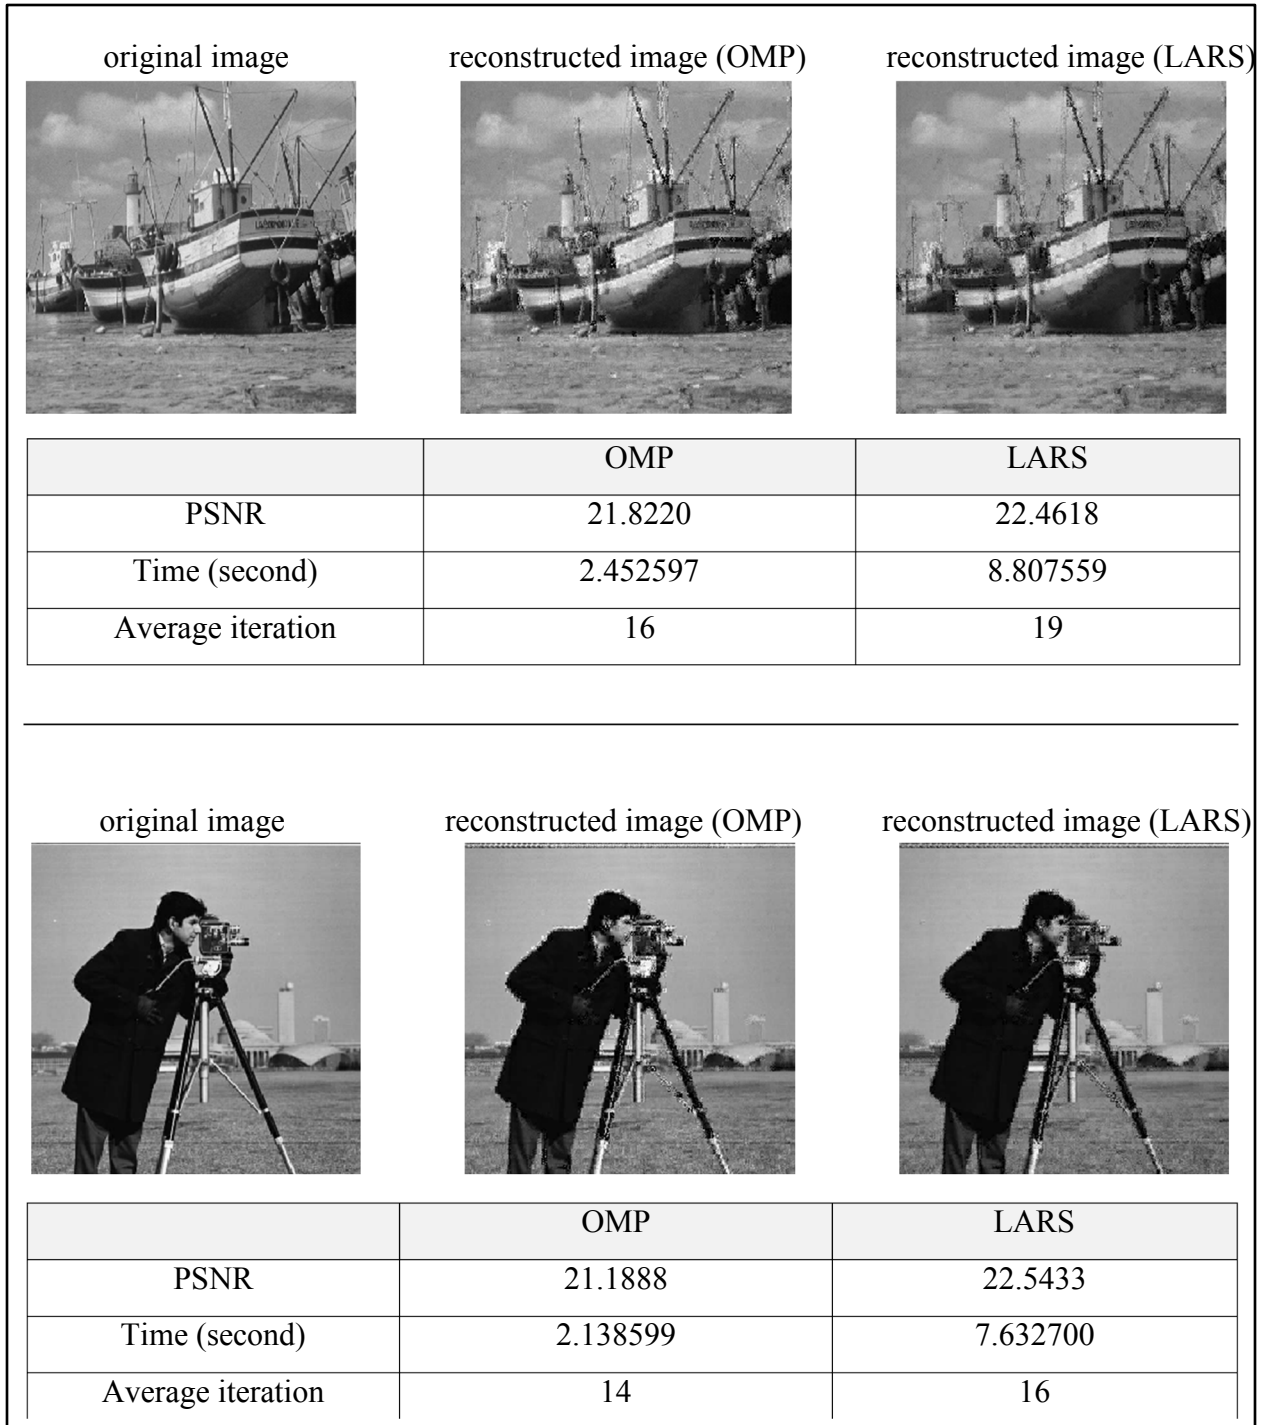 original image reconstructed image (OMP) reconstructed image (LARS)
OMP LARS
PSNR 21.8220 22.4618
Time (second) 2.452597 8.807559
Average iteration 16 19
original image reconstructed image (OMP) reconstructed image (LARS)
OMP LARS
PSNR 21.1888 22.5433
Time (second) 2.138599 7.632700
Average iteration 14 16